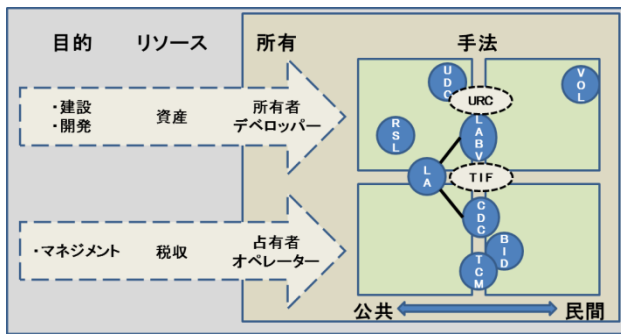 目的
リソース
所有
手法
・建設
・開発
資産
所有者
デベロッパー
UDC
URC
VOL
RSL
LABV
LA
TIF
・マネジメント
税収
占有者
オペレーター
CDC
BID
TCM
公共
民間